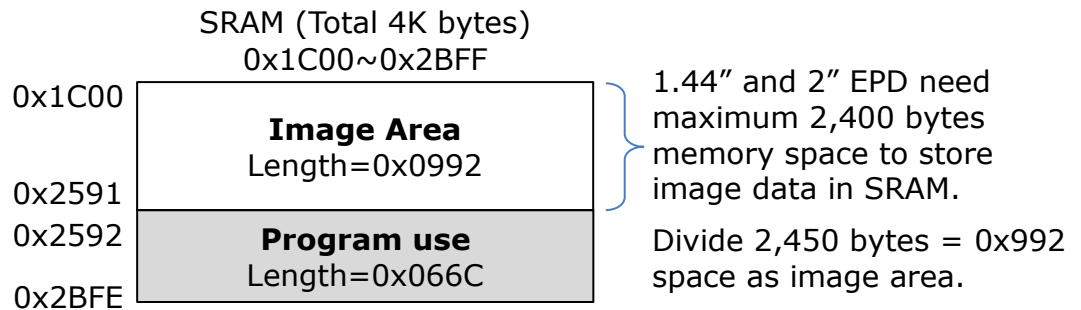 SRAM (Total 4K bytes)
0x1C00~0x2BFF
0x1C00
Image Area
Length=0x0992
0x2591
0x2592
Program use
Length=0x066C
0x2BFE
1.44” and 2” EPD need
maximum 2,400 bytes
memory space to store
image data in SRAM.
Divide 2,450 bytes = 0x992
space as image area.